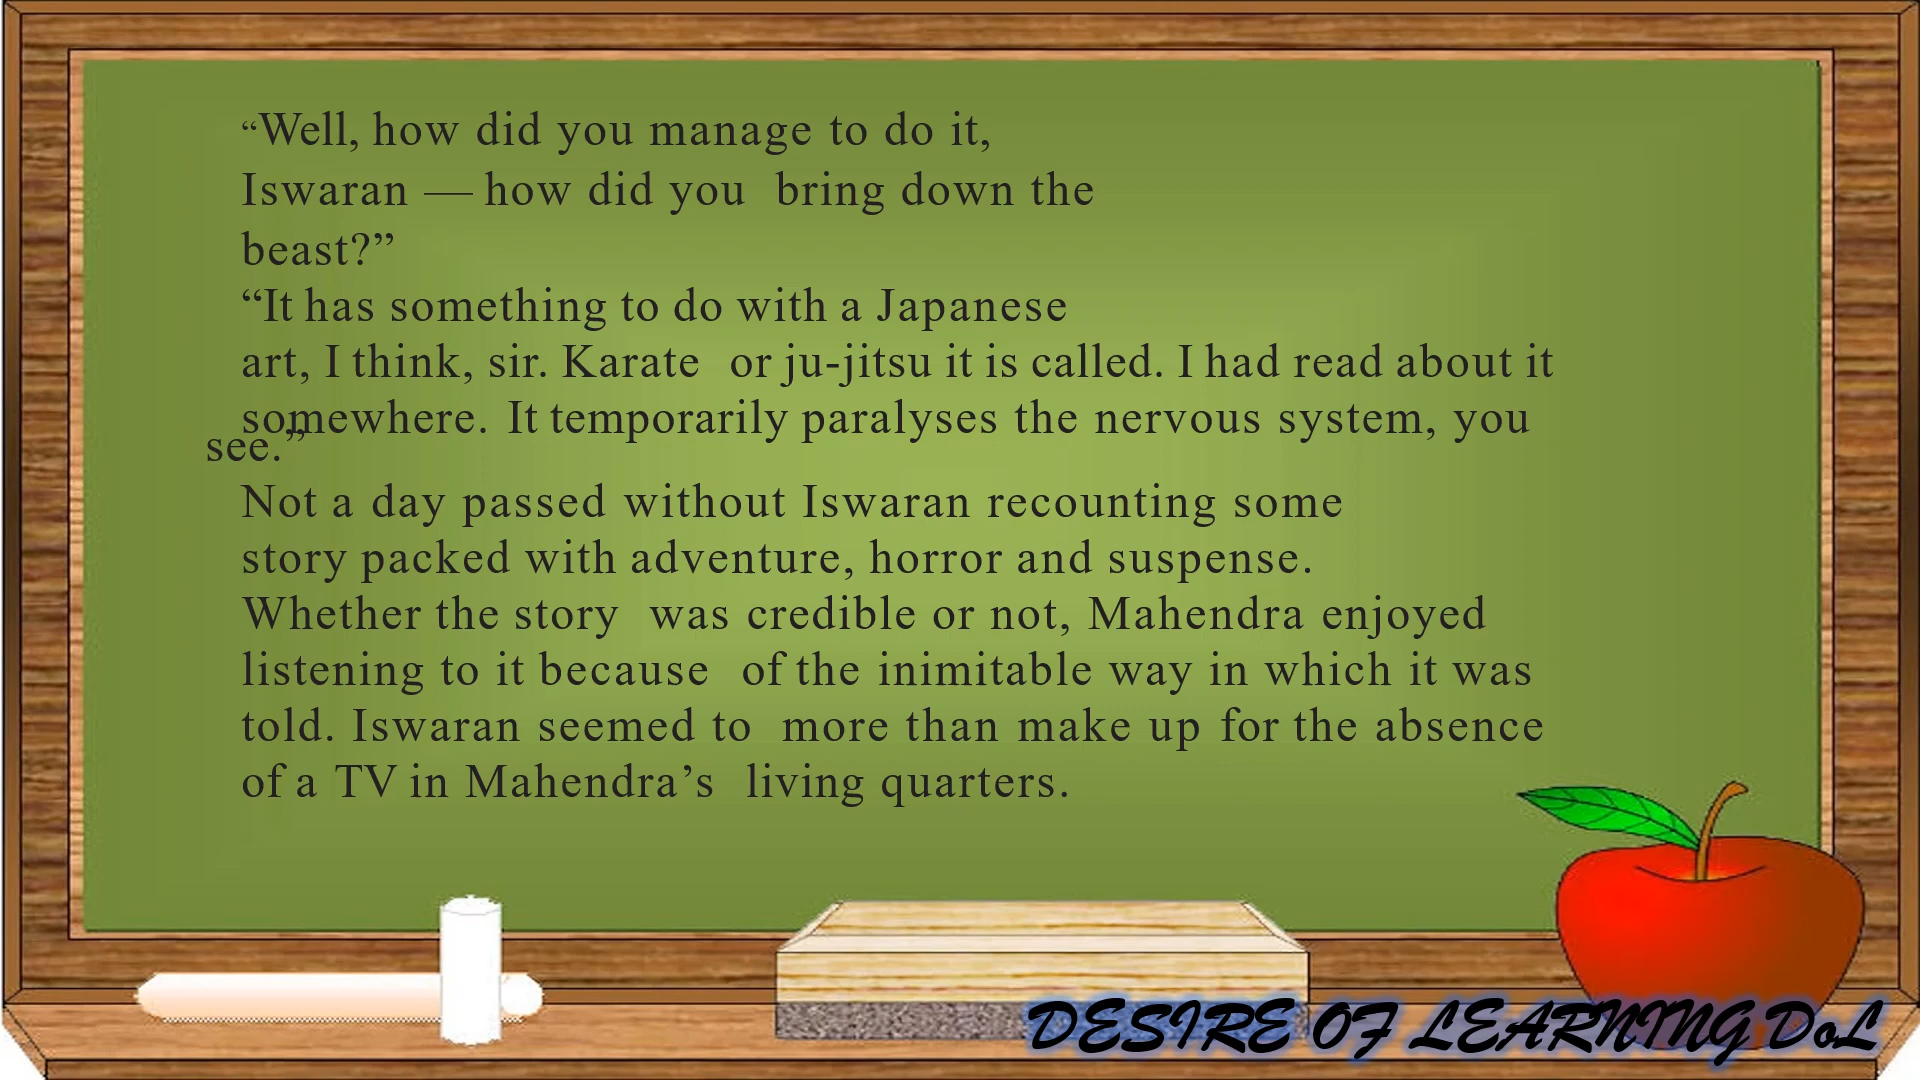 “Well, how did you manage to do it,
Iswaran — how did you bring down the
beast?”
“It has something to do with a Japanese
art, I think, sir. Karate or ju-jitsu it is called. I had read about it
somewhere. It temporarily paralyses the nervous system, you
see.”
Not a day passed without Iswaran recounting some
story packed with adventure, horror and suspense.
Whether the story was credible or not, Mahendra enjoyed
listening to it because of the inimitable way in which it was
told. Iswaran seemed to more than make up for the absence
of a TV in Mahendra’s living quarters.
DESIRE OF LEARNING DoL